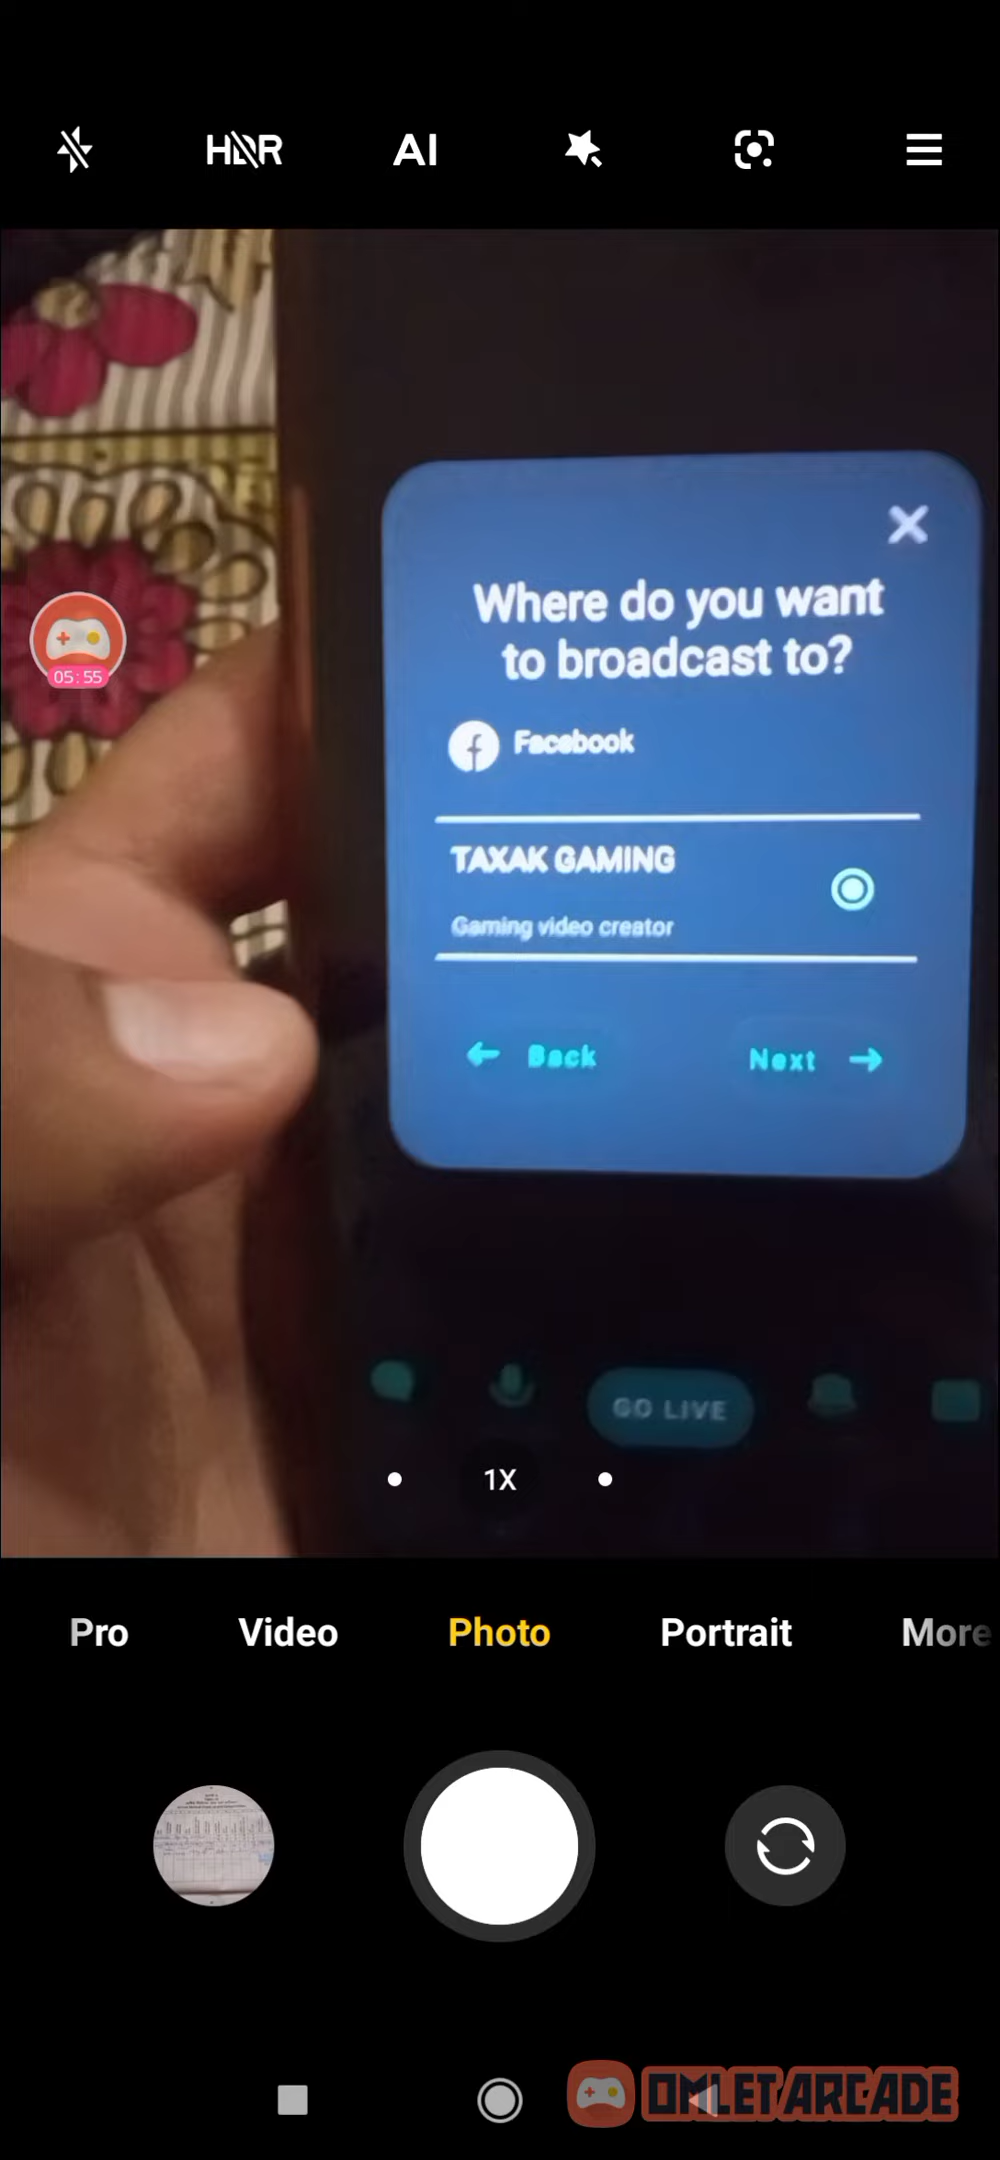 HDR
AI
05:55
Where do you want
to broadcast to?
Facebook
TAXAK GAMING
Gaming video creator
Back
Next
GO LIVE
1X
Pro
Video
Photo
Portrait
More
OMLET ARCADE